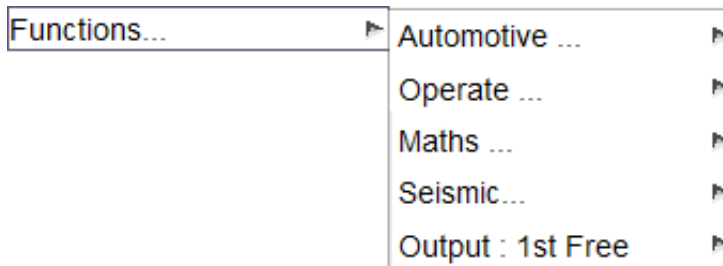 Functions...
Automotive ...
Operate ...
Maths ...
Seismic...
Output : 1st Free